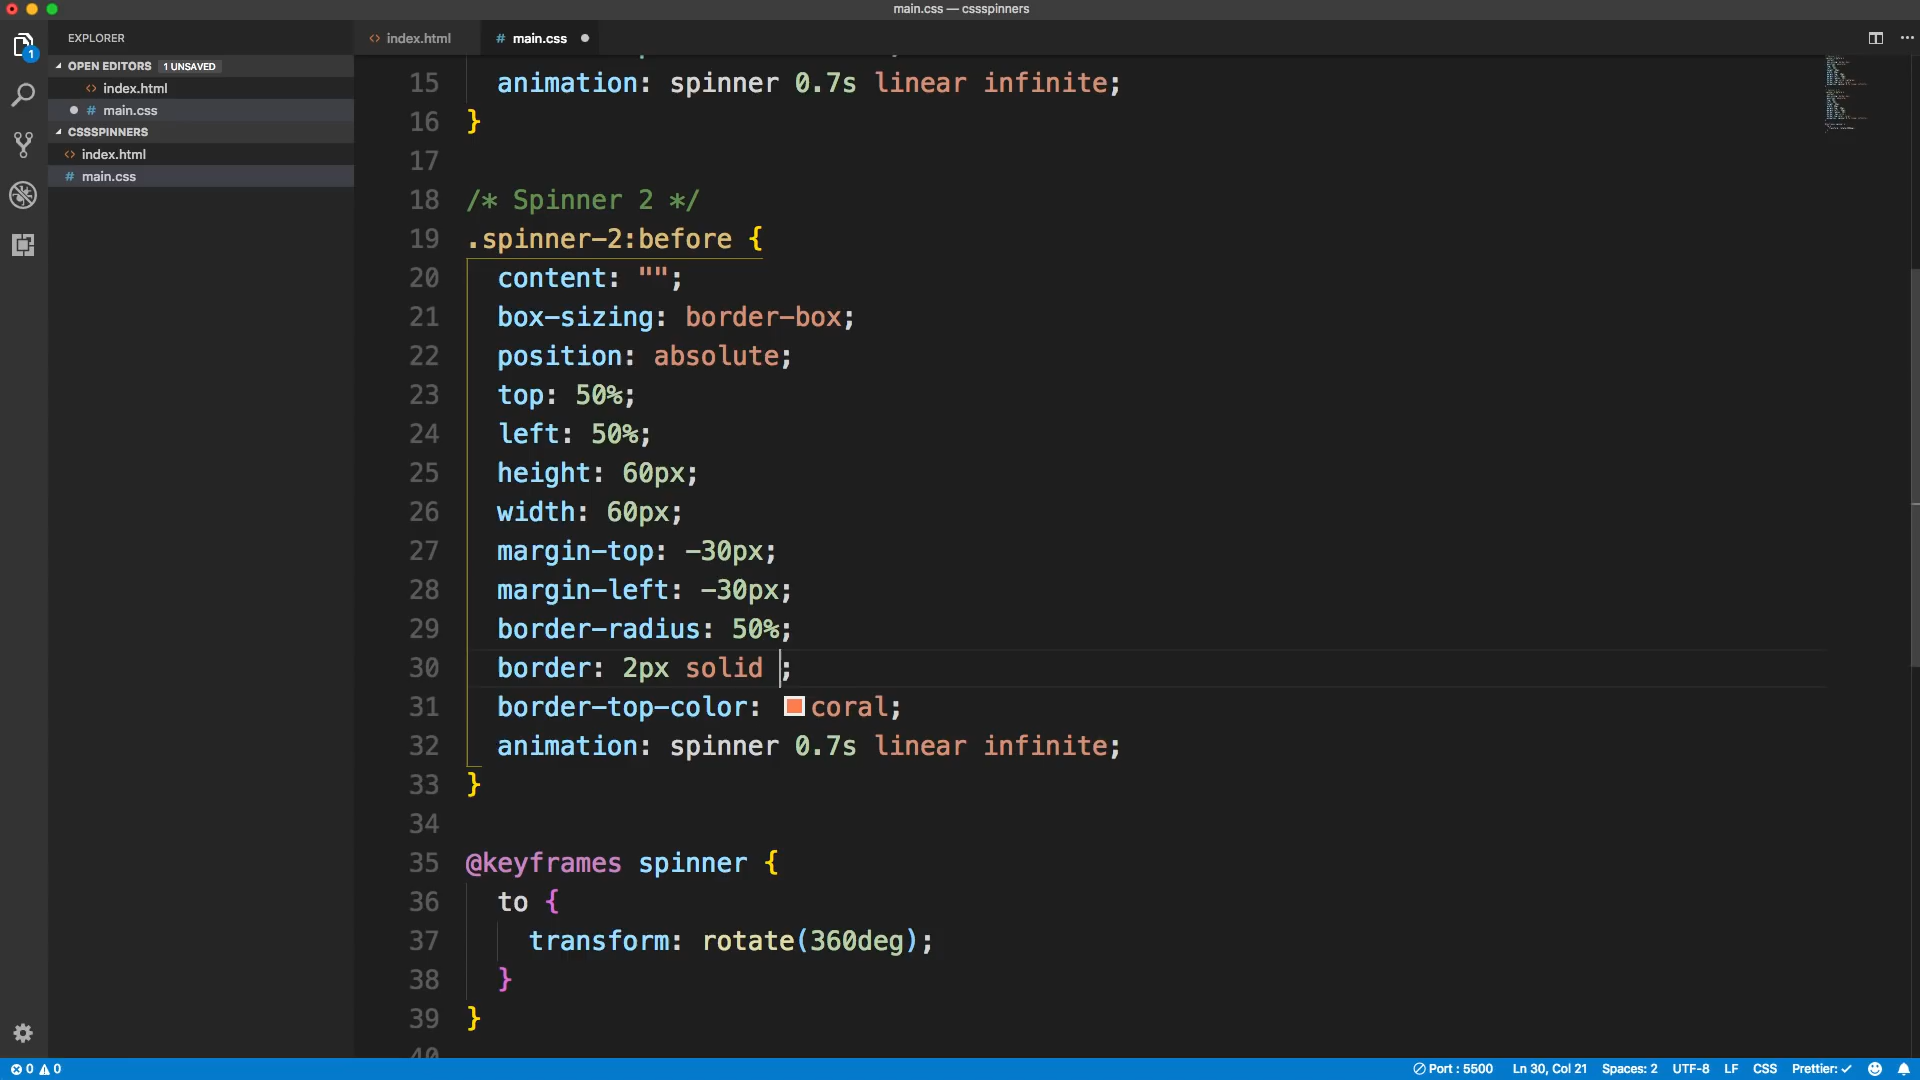 main.css — cssspinners
EXPLORER
OPEN EDITORS 1 UNSAVED
index.html
# main.css
CSSSPINNERS
index.html
# main.css
1
index.html
# main.css
15 animation: spinner 0.7s linear infinite;
16 }
17
18 /* Spinner 2 */
19 .spinner-2:before {
20 content: "";
21 box-sizing: border-box;
22 position: absolute;
23 top: 50%;
24 left: 50%;
25 height: 60px;
26 width: 60px;
27 margin-top: -30px;
28 margin-left: -30px;
29 border-radius: 50%;
30 border: 2px solid ;
31 border-top-color: coral;
32 animation: spinner 0.7s linear infinite;
33 }
34
35 @keyframes spinner {
36 to {
37 transform: rotate(360deg);
38 }
39 }
40
0 0 Port : 5500 Ln 30, Col 21 Spaces: 2 UTF-8 LF CSS Prettier: ✓